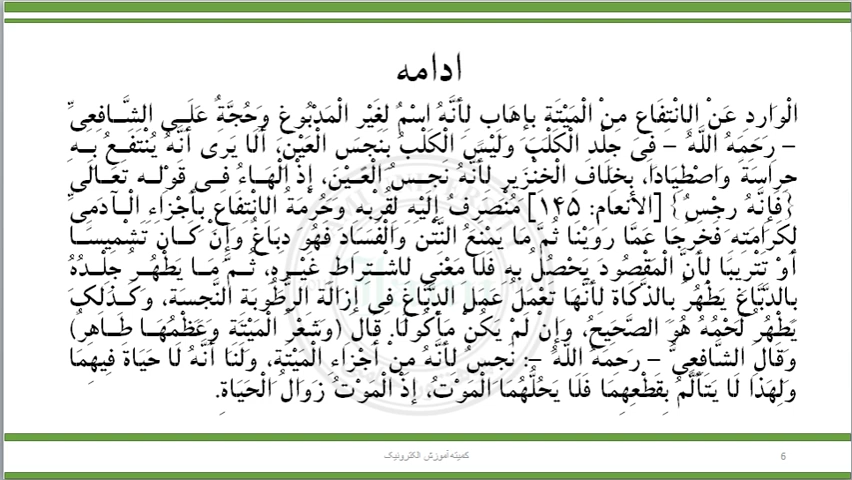 ادامه
الْوَارِدِ عَنْ الِانْتِفَاعِ مِنْ الْمَيْتَةِ بِإِهَابٍ لِأَنَّهُ اسْمٌ لِغَيْرِ الْمَدْبُوغِ وَحُجَّةٌ عَلَى الشَّافِعِيِّ
– رَحِمَهُ اللَّهُ – فِي جِلْدِ الْكَلْبِ وَلَيْسَ الْكَلْبُ بِنَجِسِ الْعَيْنِ، أَلَا يَرَى أَنَّهُ يُنْتَفَعُ بِهِ
حِرَاسَةً وَاصْطِيَادًا، بِخِلَافِ الْخِنْزِيرِ لِأَنَّهُ نَجِسُ الْعَيْنِ، إذْ الْهَاءُ فِي قَوْلِهِ تَعَالَى
{فَإِنَّهُ رِجْسٌ} [الأنعام: ۱۴۵] مُنْصَرِفٌ إلَيْهِ لِقُرْبِهِ وَحُرْمَةُ الِانْتِفَاعِ بِأَجْزَاءِ الْآدَمِيِّ
لِكَرَامَتِهِ فَخَرَجَا عَمَّا رَوَيْنَا ثُمَّ مَا يَمْنَعُ النَّتْنَ وَالْفَسَادَ فَهُوَ دِبَاغٌ وَإِنْ كَانَ تَشْمِيسًا
أَوْ تَتْرِيبًا لِأَنَّ الْمَقْصُودَ يَحْصُلُ بِهِ فَلَا مَعْنَى لِاشْتِرَاطِ غَيْرِهِ، ثُمَّ مَا يَطْهُرُ جِلْدُهُ
بِالدِّبَاغِ يَطْهُرُ بِالذَّكَاةِ لِأَنَّهَا تَعْمَلُ عَمَلَ الدِّبَاغِ فِي إزَالَةِ الرُّطُوبَةِ النَّجِسَةِ، وَكَذَلِكَ
يَطْهُرُ لَحْمُهُ هُوَ الصَّحِيحُ، وَإِنْ لَمْ يَكُنْ مَأْكُولًا. قَالَ (وَشَعْرُ الْمَيْتَةِ وَعَظْمُهَا طَاهِرٌ)
وَقَالَ الشَّافِعِيُّ – رَحِمَهُ اللَّهُ –: نَجِسٌ لِأَنَّهُ مِنْ أَجْزَاءِ الْمَيْتَةِ، وَلَنَا أَنَّهُ لَا حَيَاةَ فِيهِمَا
وَلِهَذَا لَا يَتَأَلَّمُ بِقَطْعِهِمَا فَلَا يَحُلُّهُمَا الْمَوْتُ، إذْ الْمَوْتُ زَوَالُ الْحَيَاةِ.
کمیته آموزش الکترونیک
6